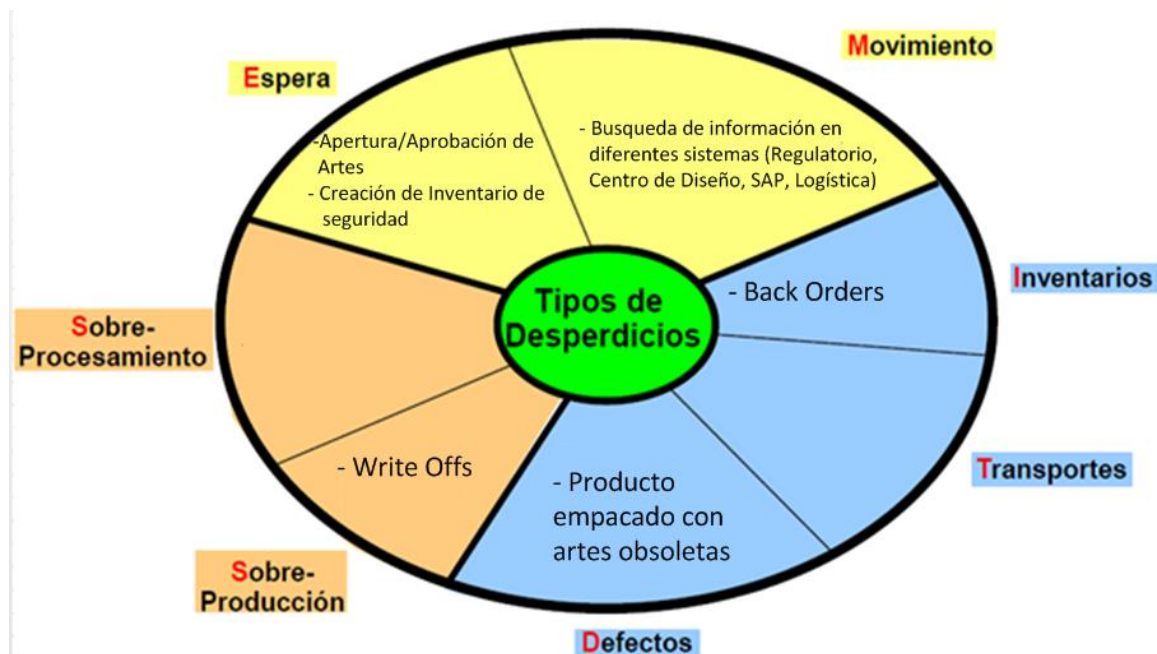 Movimiento
Espera
-Apertura/Aprobación de
Artes
- Creación de Inventario de
seguridad
- Busqueda de información en
diferentes sistemas (Regulatorio,
Centro de Diseño, SAP, Logística)
Tipos de
Desperdicios
- Back Orders
Inventarios
Sobre-
Procesamiento
Transportes
- Write Offs
- Producto
empacado con
artes obsoletas
Sobre-
Producción
Defectos